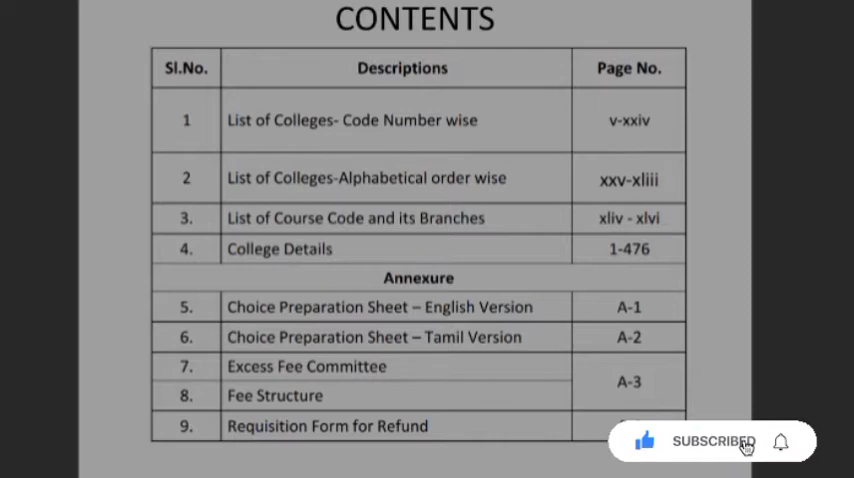 CONTENTS
Sl.No. Descriptions Page No.
1 List of Colleges- Code Number wise v-xxiv
2 List of Colleges-Alphabetical order wise xxv-xliii
3. List of Course Code and its Branches xliv - xlvi
4. College Details 1-476
Annexure
5. Choice Preparation Sheet – English Version A-1
6. Choice Preparation Sheet – Tamil Version A-2
7. Excess Fee Committee
A-3
8. Fee Structure
9. Requisition Form for Refund
SUBSCRIBED